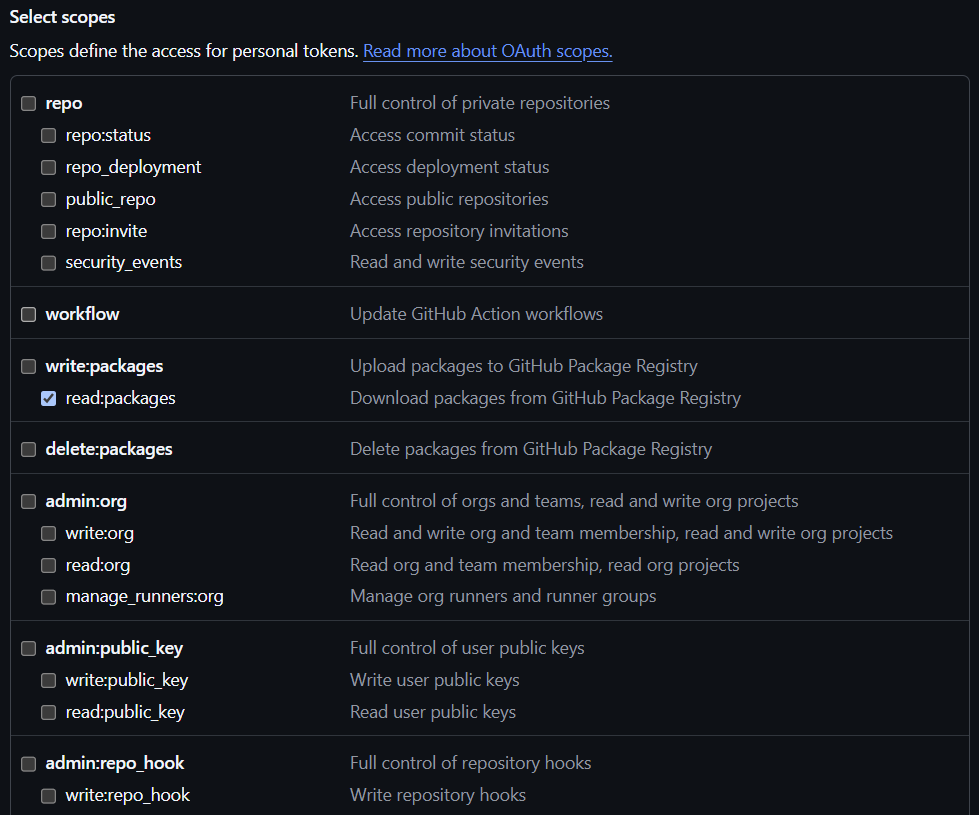 Select scopes
Scopes define the access for personal tokens. Read more about OAuth scopes.
repo Full control of private repositories
repo:status Access commit status
repo_deployment Access deployment status
public_repo Access public repositories
repo:invite Access repository invitations
security_events Read and write security events
workflow Update GitHub Action workflows
write:packages Upload packages to GitHub Package Registry
read:packages Download packages from GitHub Package Registry
delete:packages Delete packages from GitHub Package Registry
admin:org Full control of orgs and teams, read and write org projects
write:org Read and write org and team membership, read and write org projects
read:org Read org and team membership, read org projects
manage_runners:org Manage org runners and runner groups
admin:public_key Full control of user public keys
write:public_key Write user public keys
read:public_key Read user public keys
admin:repo_hook Full control of repository hooks
write:repo_hook Write repository hooks